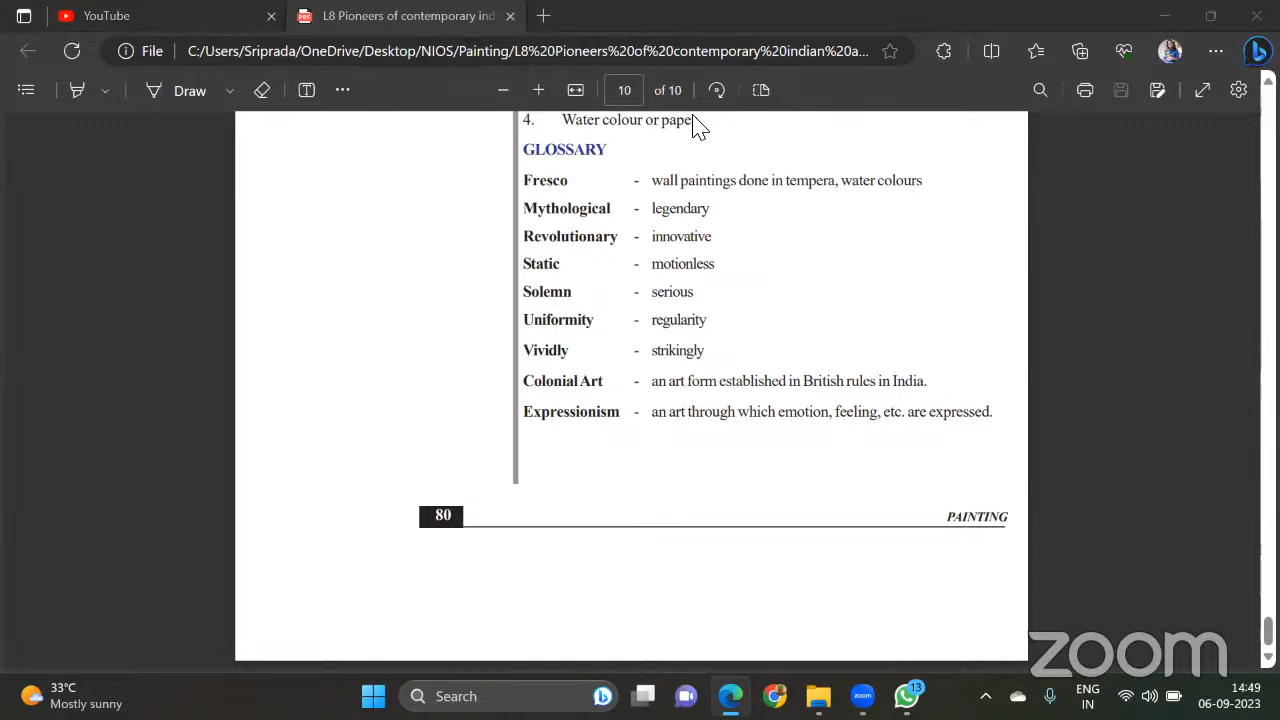 YouTube
L8 Pioneers of contemporary ind
File
C:/Users/Sriprada/OneDrive/Desktop/NIOS/Painting/L8%20Pioneers%20of%20contemporary%20indian%20a...
Draw
10 of 10
4. Water colour or pape
GLOSSARY
Fresco - wall paintings done in tempera, water colours
Mythological - legendary
Revolutionary - innovative
Static - motionless
Solemn - serious
Uniformity - regularity
Vividly - strikingly
Colonial Art - an art form established in British rules in India.
Expressionism - an art through which emotion, feeling, etc. are expressed.
80
PAINTING
zoom
33°C
Mostly sunny
Search
zoom
13
ENG
IN
14:49
06-09-2023